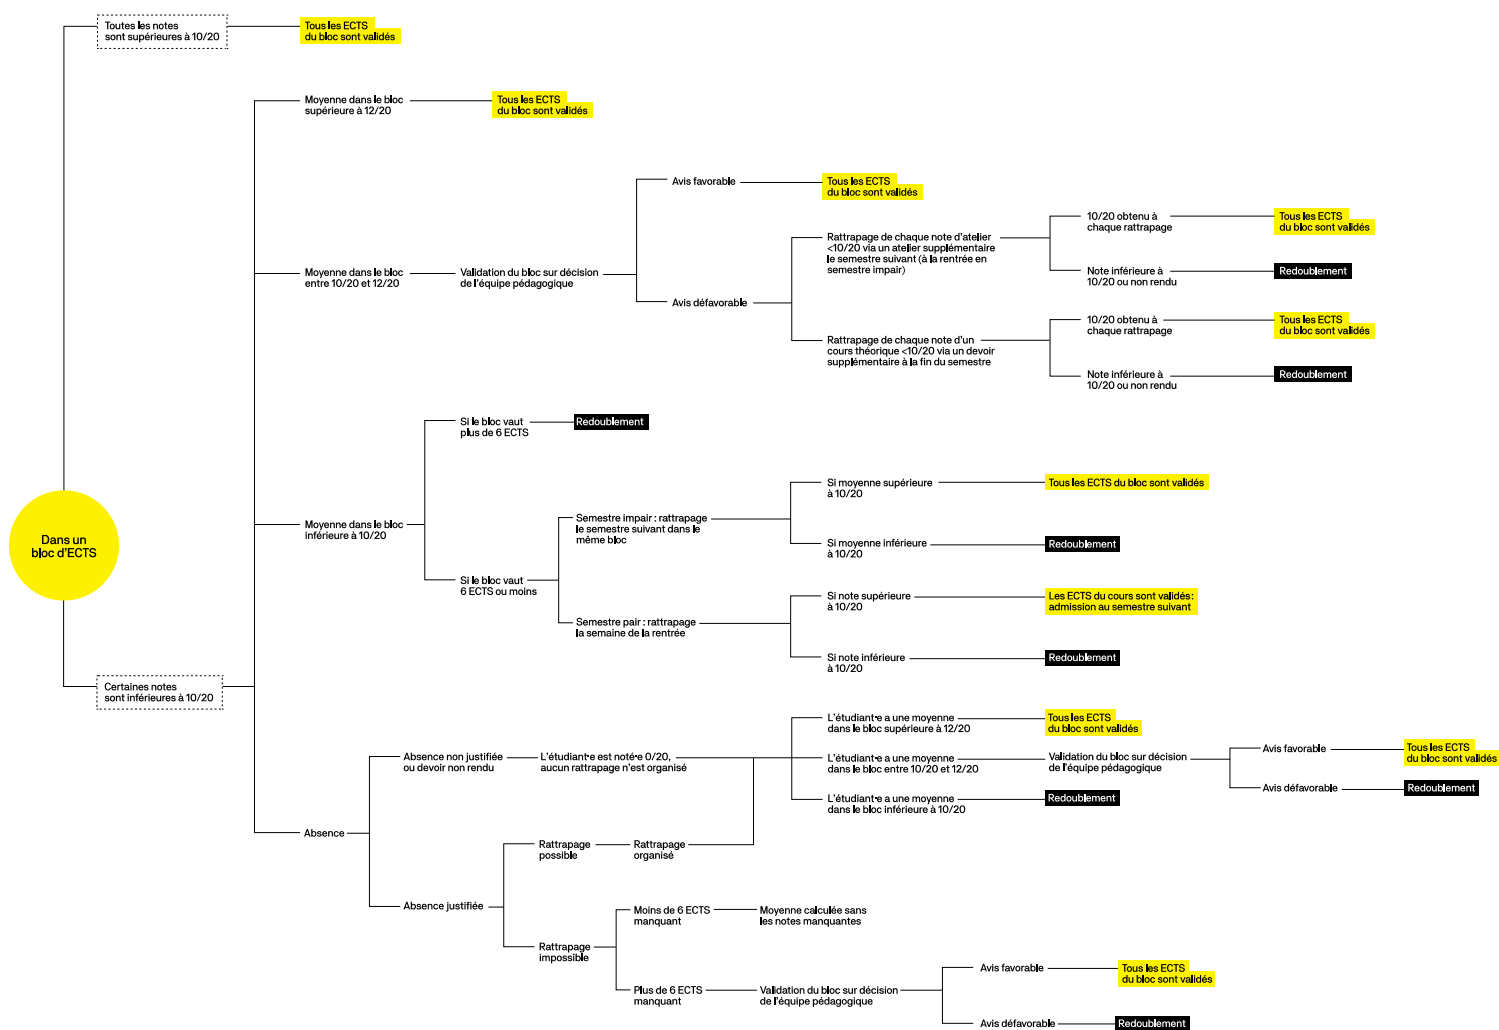 Toutes les notes
sont supérieures à 10/20
Tous les ECTS
du bloc sont validés
Moyenne dans le bloc
supérieure à 12/20
Tous les ECTS
du bloc sont validés
Avis favorable
Tous les ECTS
du bloc sont validés
10/20 obtenu à
chaque rattrapage
Tous les ECTS
du bloc sont validés
Rattrapage de chaque note d'atelier
<10/20 via un atelier supplémentaire
le semestre suivant (à la rentrée en
semestre impair)
Moyenne dans le bloc
entre 10/20 et 12/20
Validation du bloc sur décision
de l'équipe pédagogique
Note inférieure à
10/20 ou non rendu
Redoublement
Avis défavorable
10/20 obtenu à
chaque rattrapage
Tous les ECTS
du bloc sont validés
Rattrapage de chaque note d'un
cours théorique <10/20 via un devoir
supplémentaire à la fin du semestre
Note inférieure à
10/20 ou non rendu
Redoublement
Si le bloc vaut
plus de 6 ECTS
Redoublement
Si moyenne supérieure
à 10/20
Tous les ECTS du bloc sont validés
Moyenne dans le bloc
inférieure à 10/20
Semestre impair : rattrapage
le semestre suivant dans le
même bloc
Dans un
bloc d'ECTS
Si moyenne inférieure
à 10/20
Redoublement
Si le bloc vaut
6 ECTS ou moins
Si note supérieure
à 10/20
Les ECTS du cours sont validés :
admission au semestre suivant
Semestre pair : rattrapage
la semaine de la rentrée
Si note inférieure
à 10/20
Redoublement
Certaines notes
sont inférieures à 10/20
L'étudiant•e a une moyenne
dans le bloc supérieure à 12/20
Tous les ECTS
du bloc sont validés
Absence non justifiée
ou devoir non rendu
L'étudiant•e est noté•e 0/20,
aucun rattrapage n'est organisé
L'étudiant•e a une moyenne
dans le bloc entre 10/20 et 12/20
Validation du bloc sur décision
de l'équipe pédagogique
Avis favorable
Tous les ECTS
du bloc sont validés
Avis défavorable
Redoublement
L'étudiant•e a une moyenne
dans le bloc inférieure à 10/20
Redoublement
Absence
Rattrapage
possible
Rattrapage
organisé
Absence justifiée
Moins de 6 ECTS
manquant
Moyenne calculée sans
les notes manquantes
Rattrapage
impossible
Avis favorable
Tous les ECTS
du bloc sont validés
Plus de 6 ECTS
manquant
Validation du bloc sur décision
de l'équipe pédagogique
Avis défavorable
Redoublement